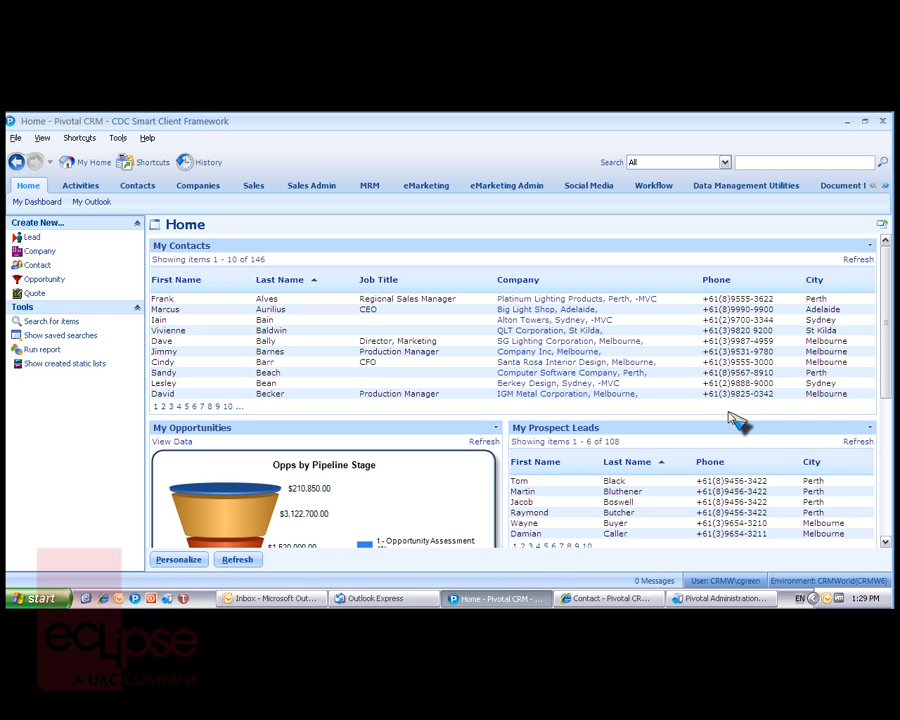 Home - Pivotal CRM - CDC Smart Client Framework
File View Shortcuts Tools Help
My Home Shortcuts History Search All
Home Activities Contacts Companies Sales Sales Admin MRM eMarketing eMarketing Admin Social Media Workflow Data Management Utilities Document
My Dashboard My Outlook
Create New...
Lead
Company
Contact
Opportunity
Quote
Tools
Search for items
Show saved searches
Run report
Show created static lists
Home
My Contacts
Showing items 1 - 10 of 146 Refresh
First Name Last Name Job Title Company Phone City
Frank Alves Regional Sales Manager Platinum Lighting Products, Perth, -MVC +61(8)9555-3622 Perth
Marcus Aurilius CEO Big Light Shop, Adelaide, +61(8)9990-9900 Adelaide
Iain Bain Alton Towers, Sydney, -MVC +61(2)9700-3344 Sydney
Vivienne Baldwin QLT Corporation, St Kilda, +61(3)9820 9200 St Kilda
Dave Bally Director, Marketing SG Lighting Corporation, Melbourne, +61(3)9987-4959 Melbourne
Jimmy Barnes Production Manager Company Inc, Melbourne, +61(3)9531-9780 Melbourne
Cindy Barr CFO Santa Rosa Interior Design, Melbourne, +61(3)9555-3000 Melbourne
Sandy Beach Computer Software Company, Perth, +61(8)9567-8910 Perth
Lesley Bean Berkey Design, Sydney, -MVC +61(2)9888-9000 Sydney
David Becker Production Manager IGM Metal Corporation, Melbourne, +61(3)9825-0342 Melbourne
1 2 3 4 5 6 7 8 9 10 ...
My Opportunities
View Data Refresh
Opps by Pipeline Stage
$210,850.00
$3,122,700.00
$1,520,000.00
1 - Opportunity Assessment
My Prospect Leads
Showing items 1 - 6 of 108 Refresh
First Name Last Name Phone City
Tom Black +61(8)9456-3422 Perth
Martin Bluthener +61(8)9456-3422 Perth
Jacob Boswell +61(8)9456-3422 Perth
Raymond Butcher +61(8)9456-3422 Perth
Wayne Buyer +61(3)9654-3210 Melbourne
Damian Caller +61(3)9654-3211 Melbourne
1 2 3 4 5 6 7 8 9 10 ...
Personalize Refresh
0 Messages User: CRMW\cgreen Environment: CRMWorld(CRMW6)
start Inbox - Microsoft Out... Outlook Express Home - Pivotal CRM - ... Contact - Pivotal CRM ... Pivotal Administration... EN 1:29 PM
eclipse
A UXC COMPANY